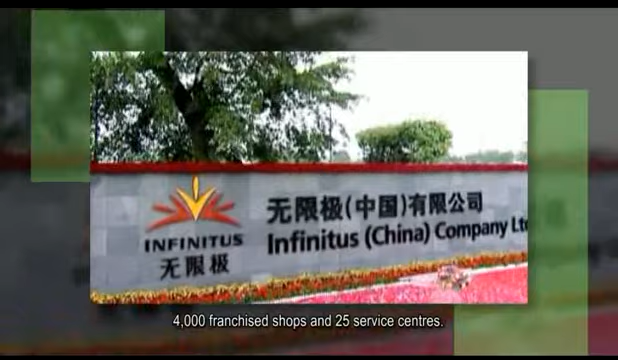 无限极(中国)有限公司
INFINITUS
Infinitus (China) Company Lt
无限极
4,000 franchised shops and 25 service centres.